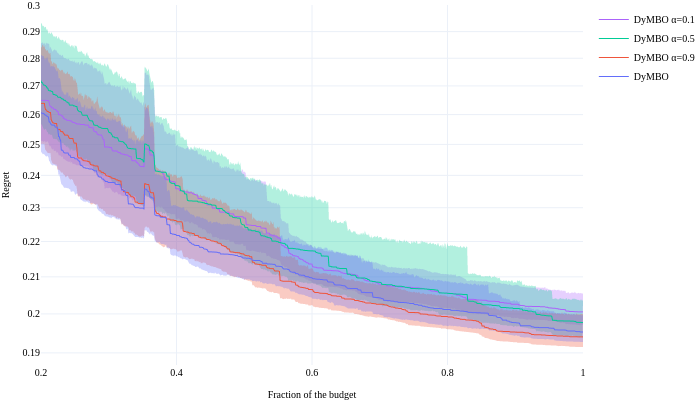 0.3
0.29
0.28
0.27
0.26
0.25
0.24
0.23
0.22
0.21
0.2
0.19
Regret
0.2
0.4
0.6
0.8
1
Fraction of the budget
DyMBO α=0.1
DyMBO α=0.5
DyMBO α=0.9
DyMBO